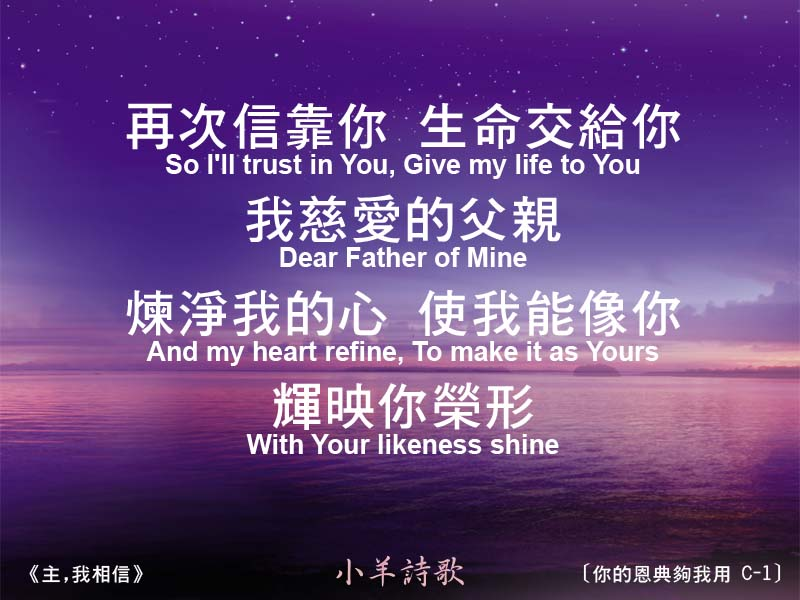 再次信靠你 生命交給你
So I'll trust in You, Give my life to You
我慈愛的父親
Dear Father of Mine
煉淨我的心 使我能像你
And my heart refine, To make it as Yours
輝映你榮形
With Your likeness shine
《主,我相信》 小羊詩歌 〔你的恩典夠我用 C-1〕